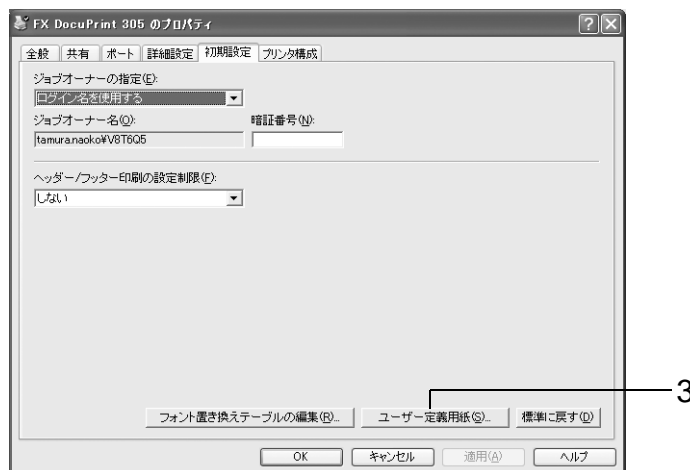 FX DocuPrint 305 のプロパティ
全般 共有 ポート 詳細設定 初期設定 プリンタ構成
ジョブオーナーの指定(E):
ログイン名を使用する
ジョブオーナー名(O): 暗証番号(N):
tamura.naoko¥V8T6Q5
ヘッダー/フッター印刷の設定制限(F):
しない
3
フォント置き換えテーブルの編集(R)... ユーザー定義用紙(S)... 標準に戻す(D)
OK キャンセル 適用(A) ヘルプ